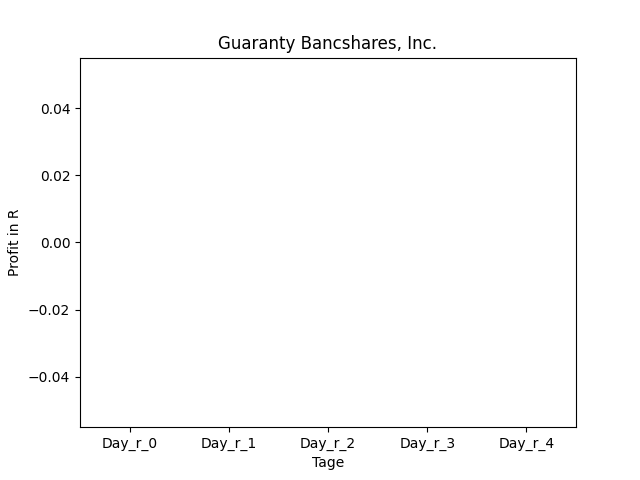 Guaranty Bancshares, Inc.
0.04
0.02
0.00
−0.02
−0.04
Profit in R
Day_r_0 Day_r_1 Day_r_2 Day_r_3 Day_r_4
Tage